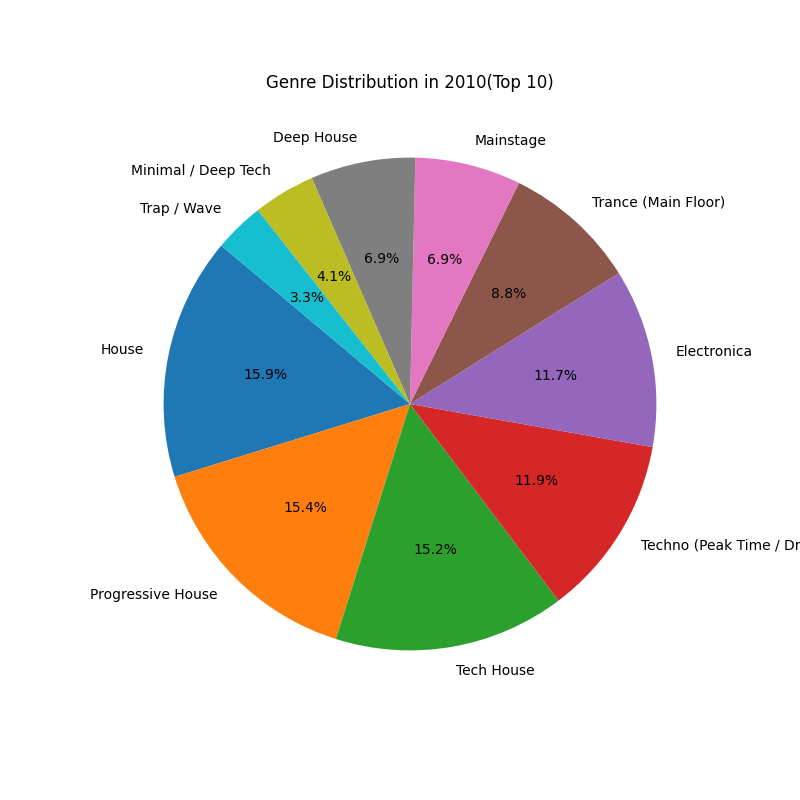 Genre Distribution in 2010(Top 10)
Deep House
Mainstage
Minimal / Deep Tech
Trance (Main Floor)
Trap / Wave
6.9%
6.9%
4.1%
8.8%
3.3%
House
Electronica
15.9%
11.7%
11.9%
15.4%
Techno (Peak Time / Dr
15.2%
Progressive House
Tech House